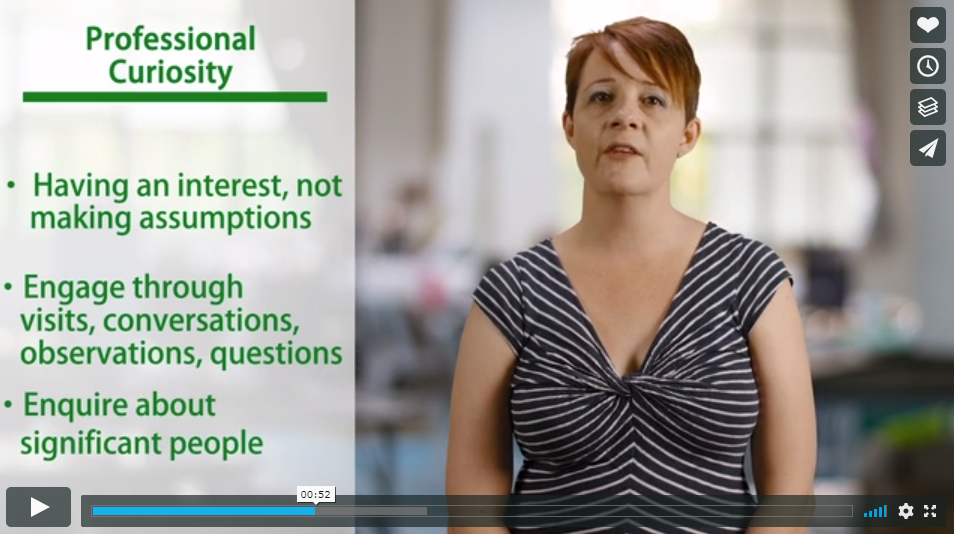 Professional
Curiosity
• Having an interest, not
making assumptions
• Engage through
visits, conversations,
observations, questions
• Enquire about
significant people
00:52